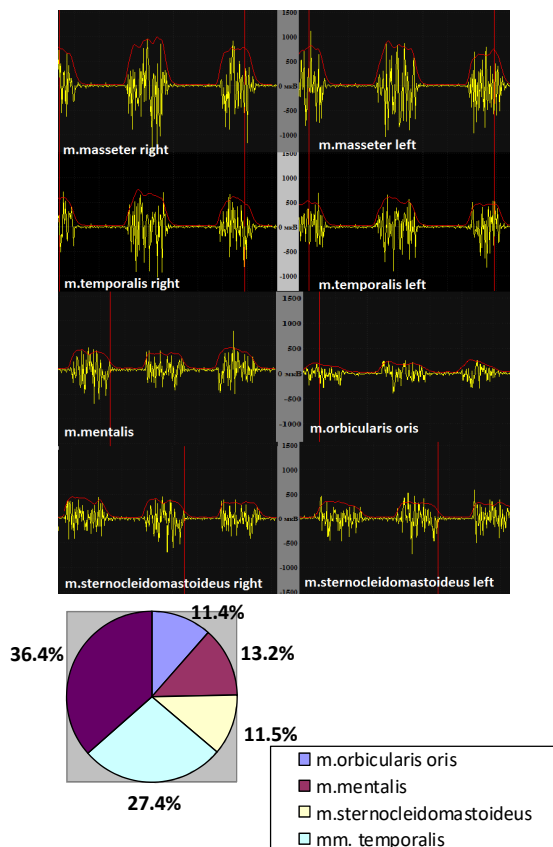 1500
1000
500
0 мкВ
-500
-1000
m.masseter right
m.masseter left
1500
1000
500
0 мкВ
-500
-1000
m.temporalis right
m.temporalis left
1500
1000
500
0 мкВ
-500
-1000
m.mentalis
m.orbicularis oris
1500
1000
500
0 мкВ
-500
-1000
-1500
m.sternocleidomastoideus right
m.sternocleidomastoideus left
11.4%
36.4%
13.2%
11.5%
27.4%
m.orbicularis oris
m.mentalis
m.sternocleidomastoideus
mm. temporalis